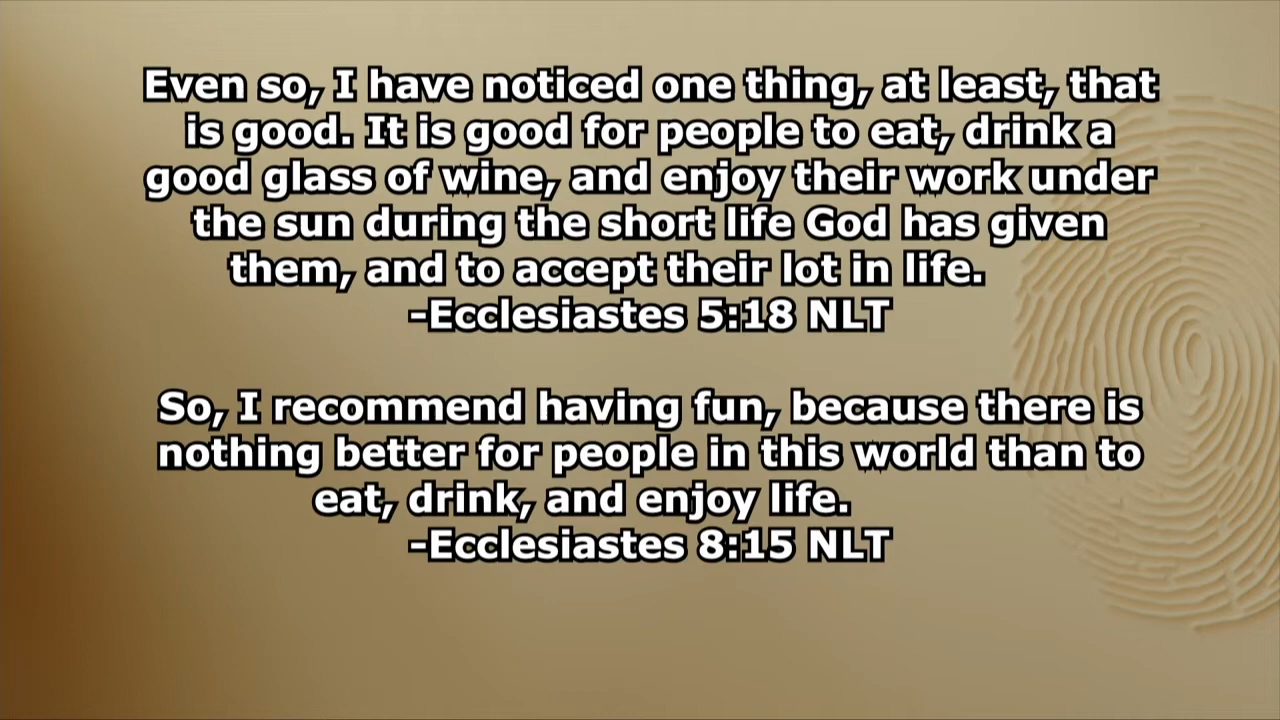 Even so, I have noticed one thing, at least, that
is good. It is good for people to eat, drink a
good glass of wine, and enjoy their work under
the sun during the short life God has given
them, and to accept their lot in life.
-Ecclesiastes 5:18 NLT
So, I recommend having fun, because there is
nothing better for people in this world than to
eat, drink, and enjoy life.
-Ecclesiastes 8:15 NLT